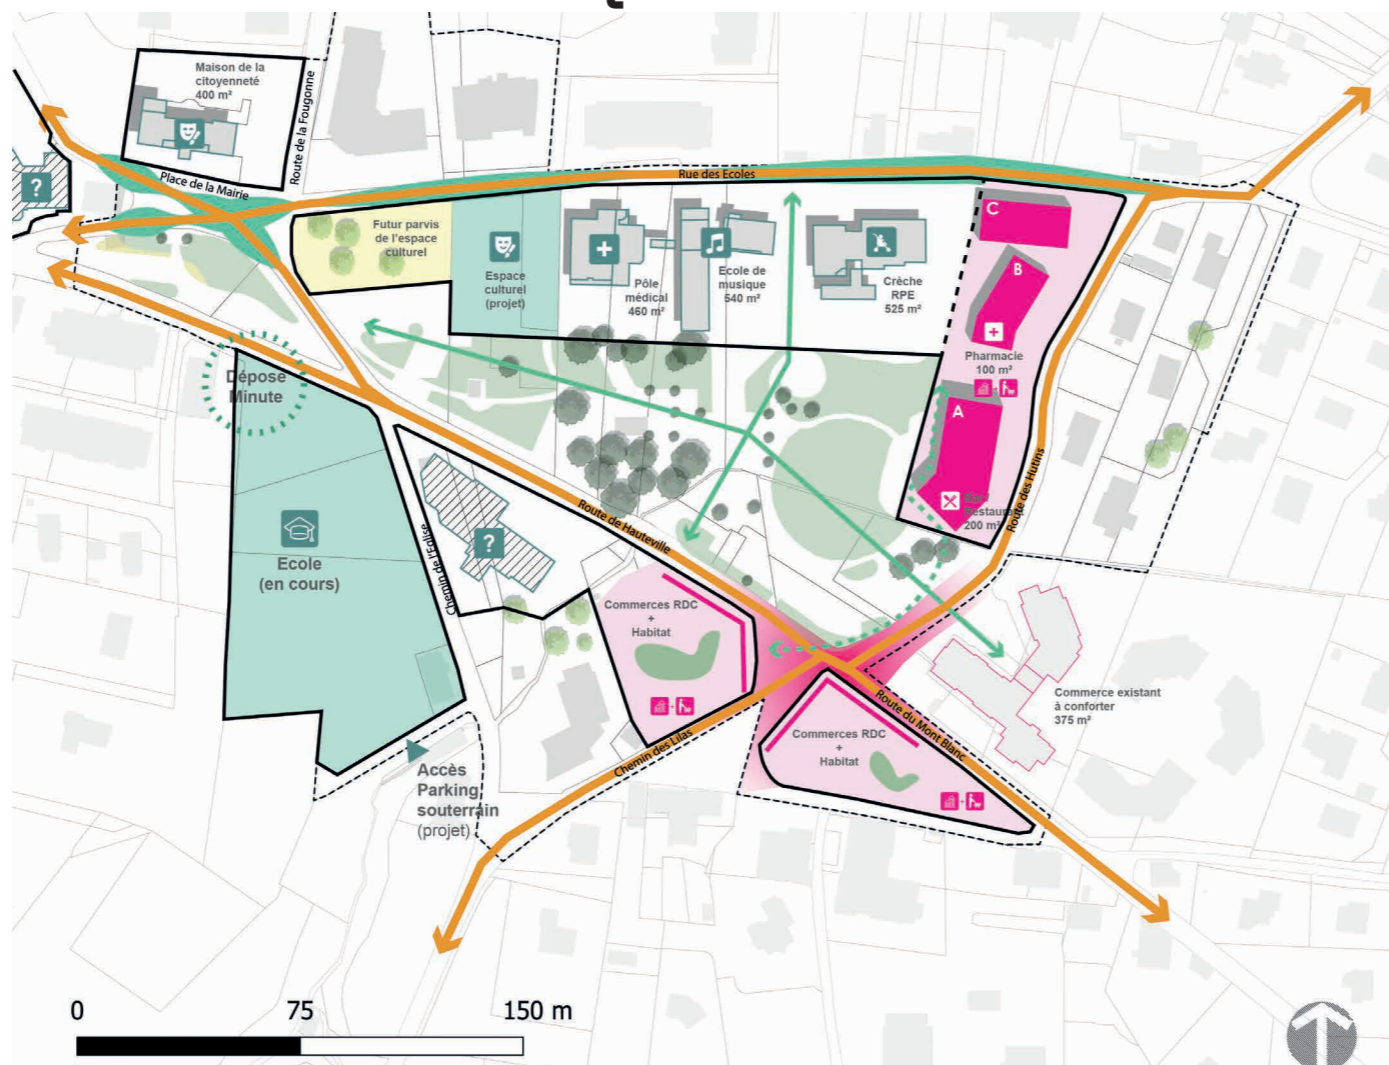 Maison de la
citoyenneté
400 m²
Route de la Fougonne
Place de la Mairie
?
Rue des Ecoles
Futur parvis
de l'espace
culturel
Espace
culturel
(projet)
Pôle
médical
460 m²
Ecole de
musique
540 m²
Crèche
RPE
525 m²
C
B
Pharmacie
100 m²
A
Restaurant
200 m²
Route des Hutins
Dépose
Minute
Ecole
(en cours)
Chemin de l'Eglise
?
Route de Hauteville
Commerces RDC
+
Habitat
Commerces RDC
+
Habitat
Route du Mont Blanc
Commerce existant
à conforter
375 m²
Chemin des Lilas
Accès
Parking
souterrain
(projet)
0 75 150 m